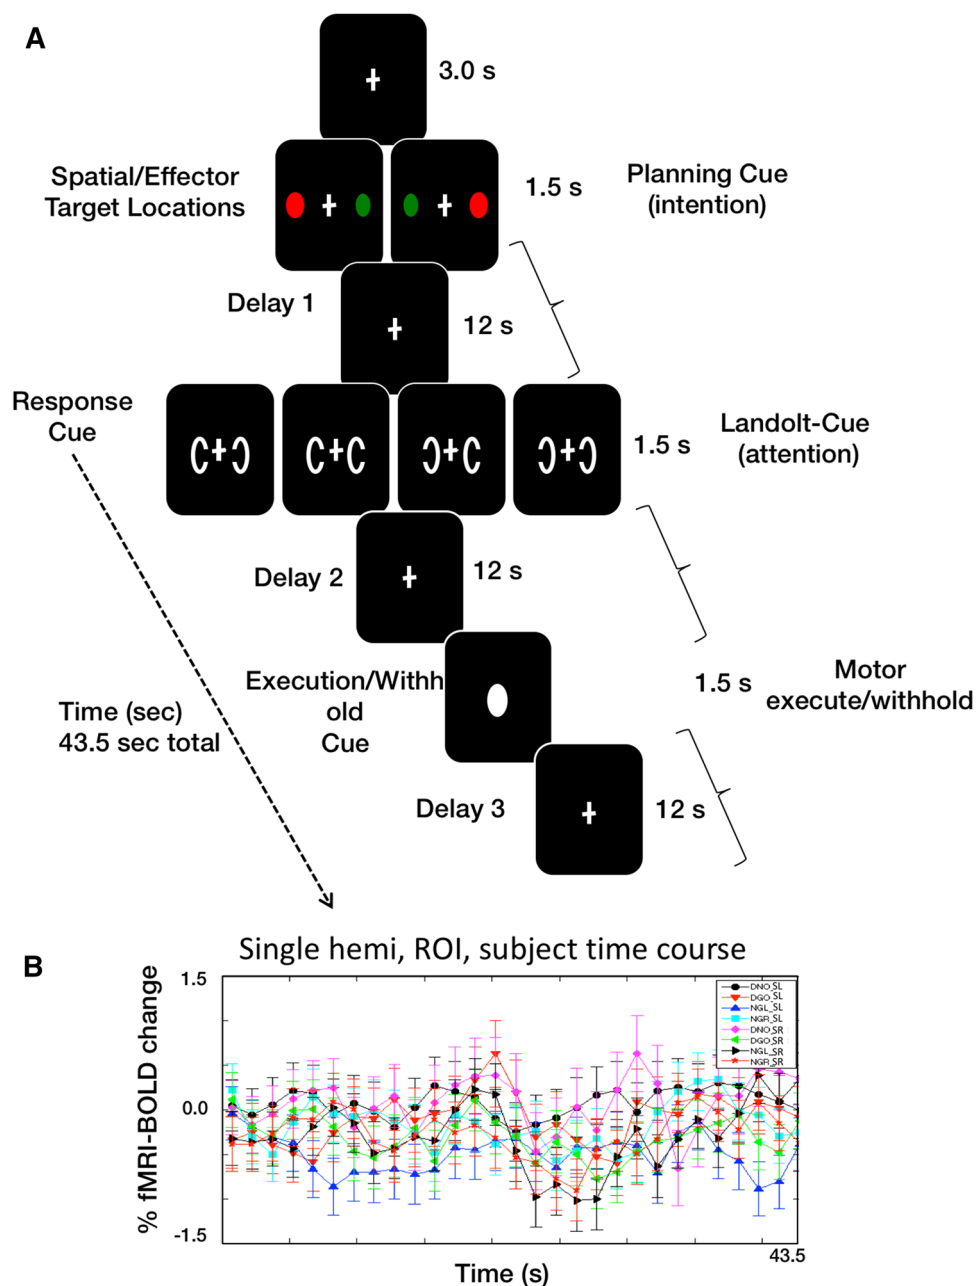 A
3.0 s
Spatial/Effector
Target Locations
1.5 s
Planning Cue
(intention)
Delay 1
12 s
Response
Cue
1.5 s
Landolt-Cue
(attention)
Delay 2
12 s
Execution/Withh
old
Cue
1.5 s
Motor
execute/withhold
Time (sec)
43.5 sec total
Delay 3
12 s
B
Single hemi, ROI, subject time course
% fMRI-BOLD change
1.5
0.0
-1.5
DNO_SL
DGO_SL
NGL_SL
NGR_SL
DNO_SR
DGO_SR
NGL_SR
NGR_SR
43.5
Time (s)